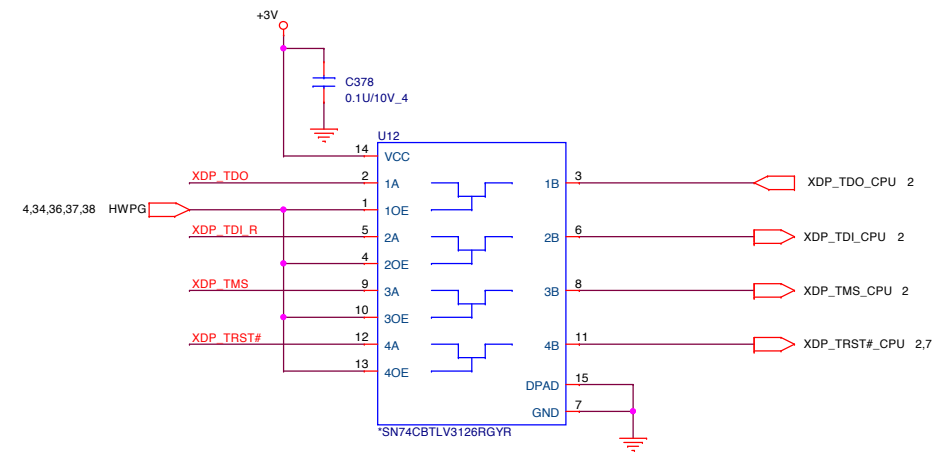 +3V
C378
0.1U/10V_4
U12
14 VCC
XDP_TDO 2 1A 1B 3 XDP_TDO_CPU 2
4,34,36,37,38 HWPG 1 1OE
XDP_TDI_R 5 2A 2B 6 XDP_TDI_CPU 2
4 2OE
XDP_TMS 9 3A 3B 8 XDP_TMS_CPU 2
10 3OE
XDP_TRST# 12 4A 4B 11 XDP_TRST#_CPU 2,7
13 4OE
DPAD 15
GND 7
*SN74CBTLV3126RGYR